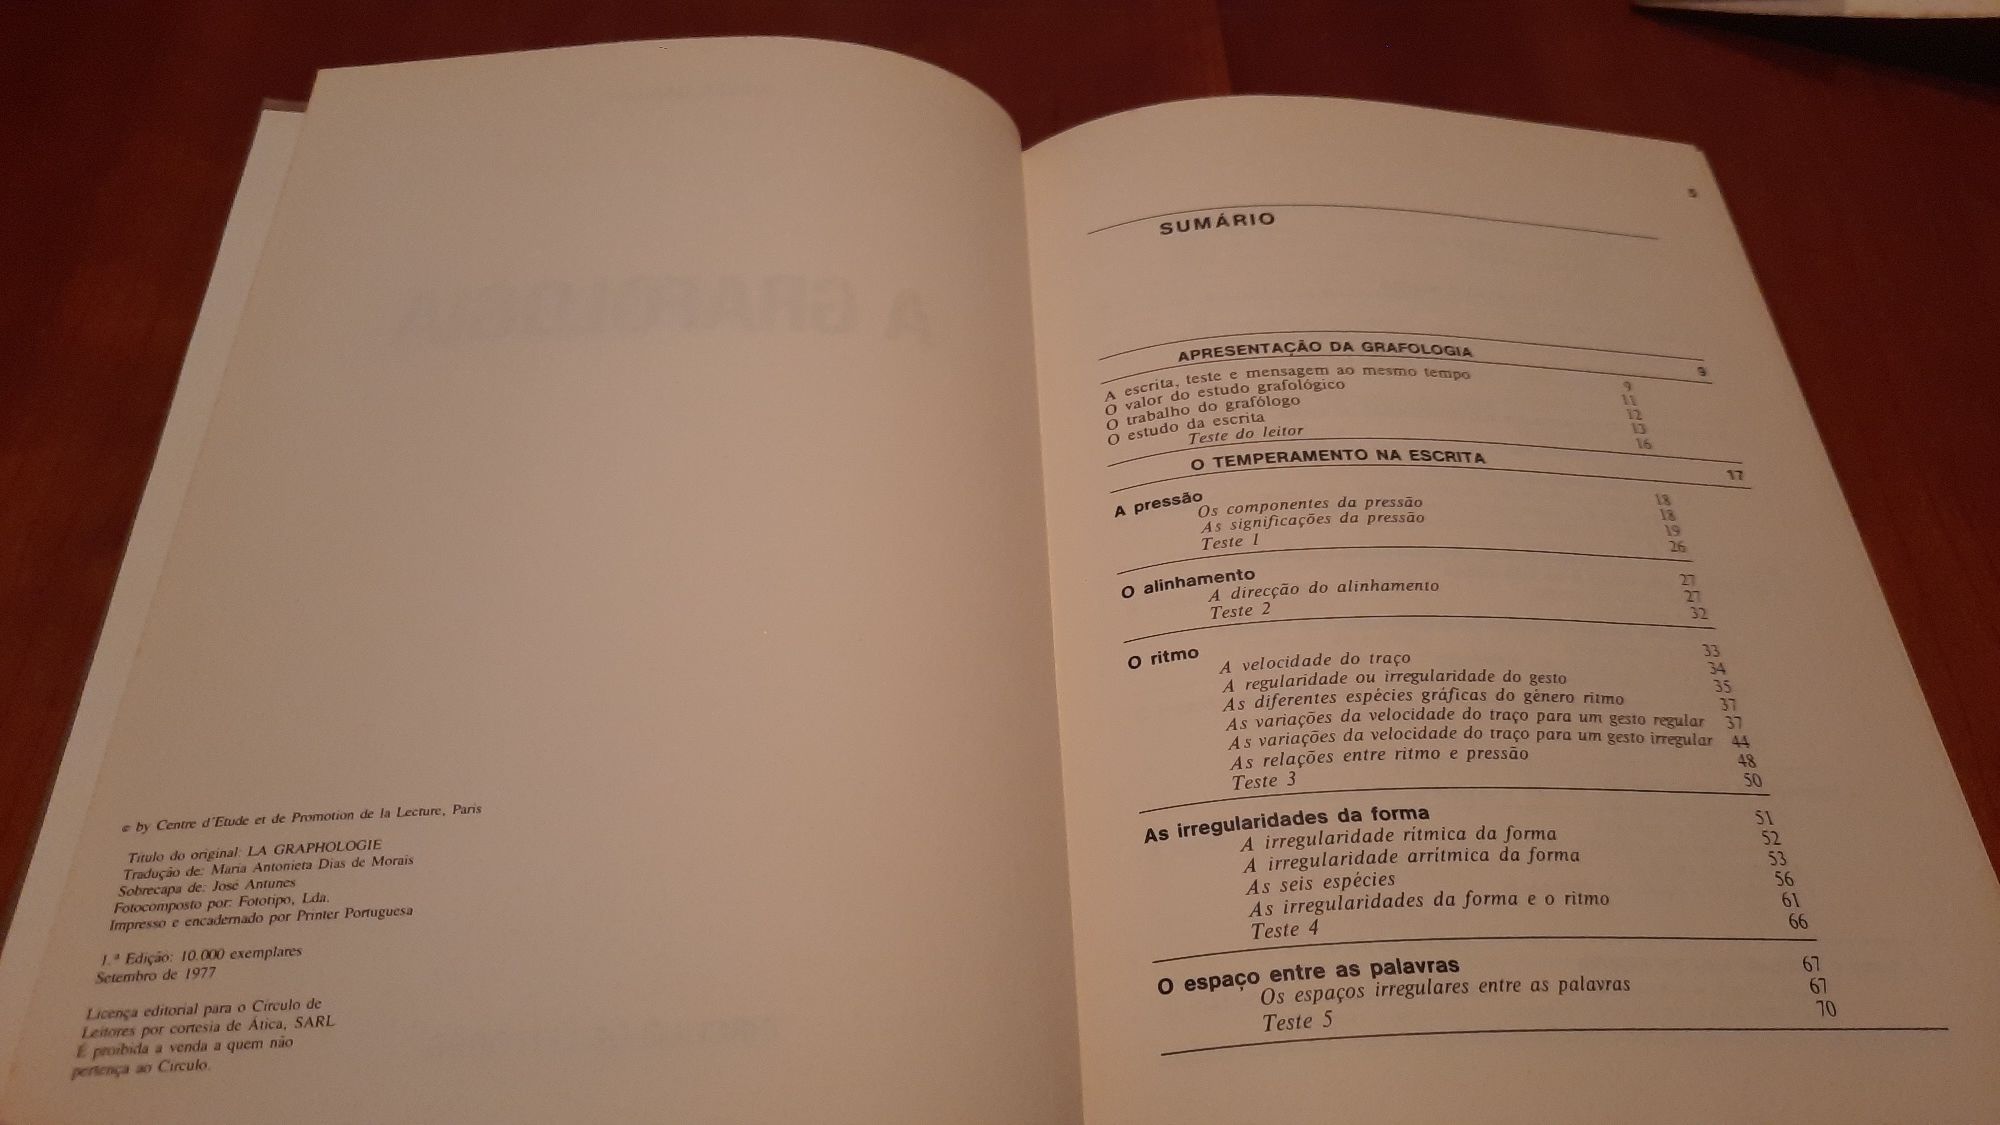 A GRAFOLOGIA
© by Centre d'Etude et de Promotion de la Lecture, Paris
Título do original: LA GRAPHOLOGIE
Tradução de: Maria Antonieta Dias de Morais
Sobrecapa de: José Antunes
Fotocomposto por: Fototipo, Lda.
Impresso e encadernado por Printer Portuguesa
1.ª Edição: 10.000 exemplares
Setembro de 1977
Licença editorial para o Círculo de
Leitores por cortesia de Ática, SARL
É proibida a venda a quem não
pertença ao Círculo.
5
SUMÁRIO
APRESENTAÇÃO DA GRAFOLOGIA 9
A escrita, teste e mensagem ao mesmo tempo 9
O valor do estudo grafológico 11
O trabalho do grafólogo 12
O estudo da escrita 13
Teste do leitor 16
O TEMPERAMENTO NA ESCRITA 17
A pressão 18
Os componentes da pressão 18
As significações da pressão 19
Teste 1 26
O alinhamento 27
A direcção do alinhamento 27
Teste 2 32
O ritmo 33
A velocidade do traço 34
A regularidade ou irregularidade do gesto 35
As diferentes espécies gráficas do género ritmo 37
As variações da velocidade do traço para um gesto regular 37
As variações da velocidade do traço para um gesto irregular 44
As relações entre ritmo e pressão 48
Teste 3 50
As irregularidades da forma 51
A irregularidade rítmica da forma 52
A irregularidade arrítmica da forma 53
As seis espécies 56
As irregularidades da forma e o ritmo 61
Teste 4 66
O espaço entre as palavras 67
Os espaços irregulares entre as palavras 67
Teste 5 70